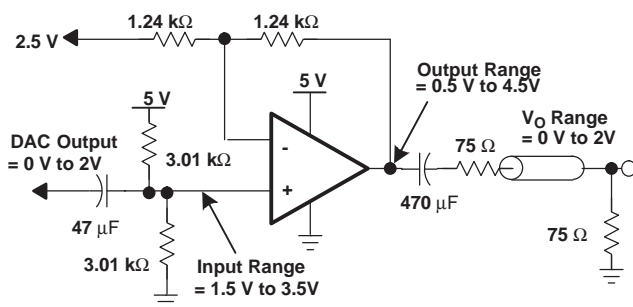 1.24 kΩ
1.24 kΩ
2.5 V
5 V
Output Range
= 0.5 V to 4.5V
5 V
DAC Output
= 0 V to 2V
3.01 kΩ
-
+
75 Ω
VO Range
= 0 V to 2V
47 µF
470 µF
75 Ω
3.01 kΩ
Input Range
= 1.5 V to 3.5V